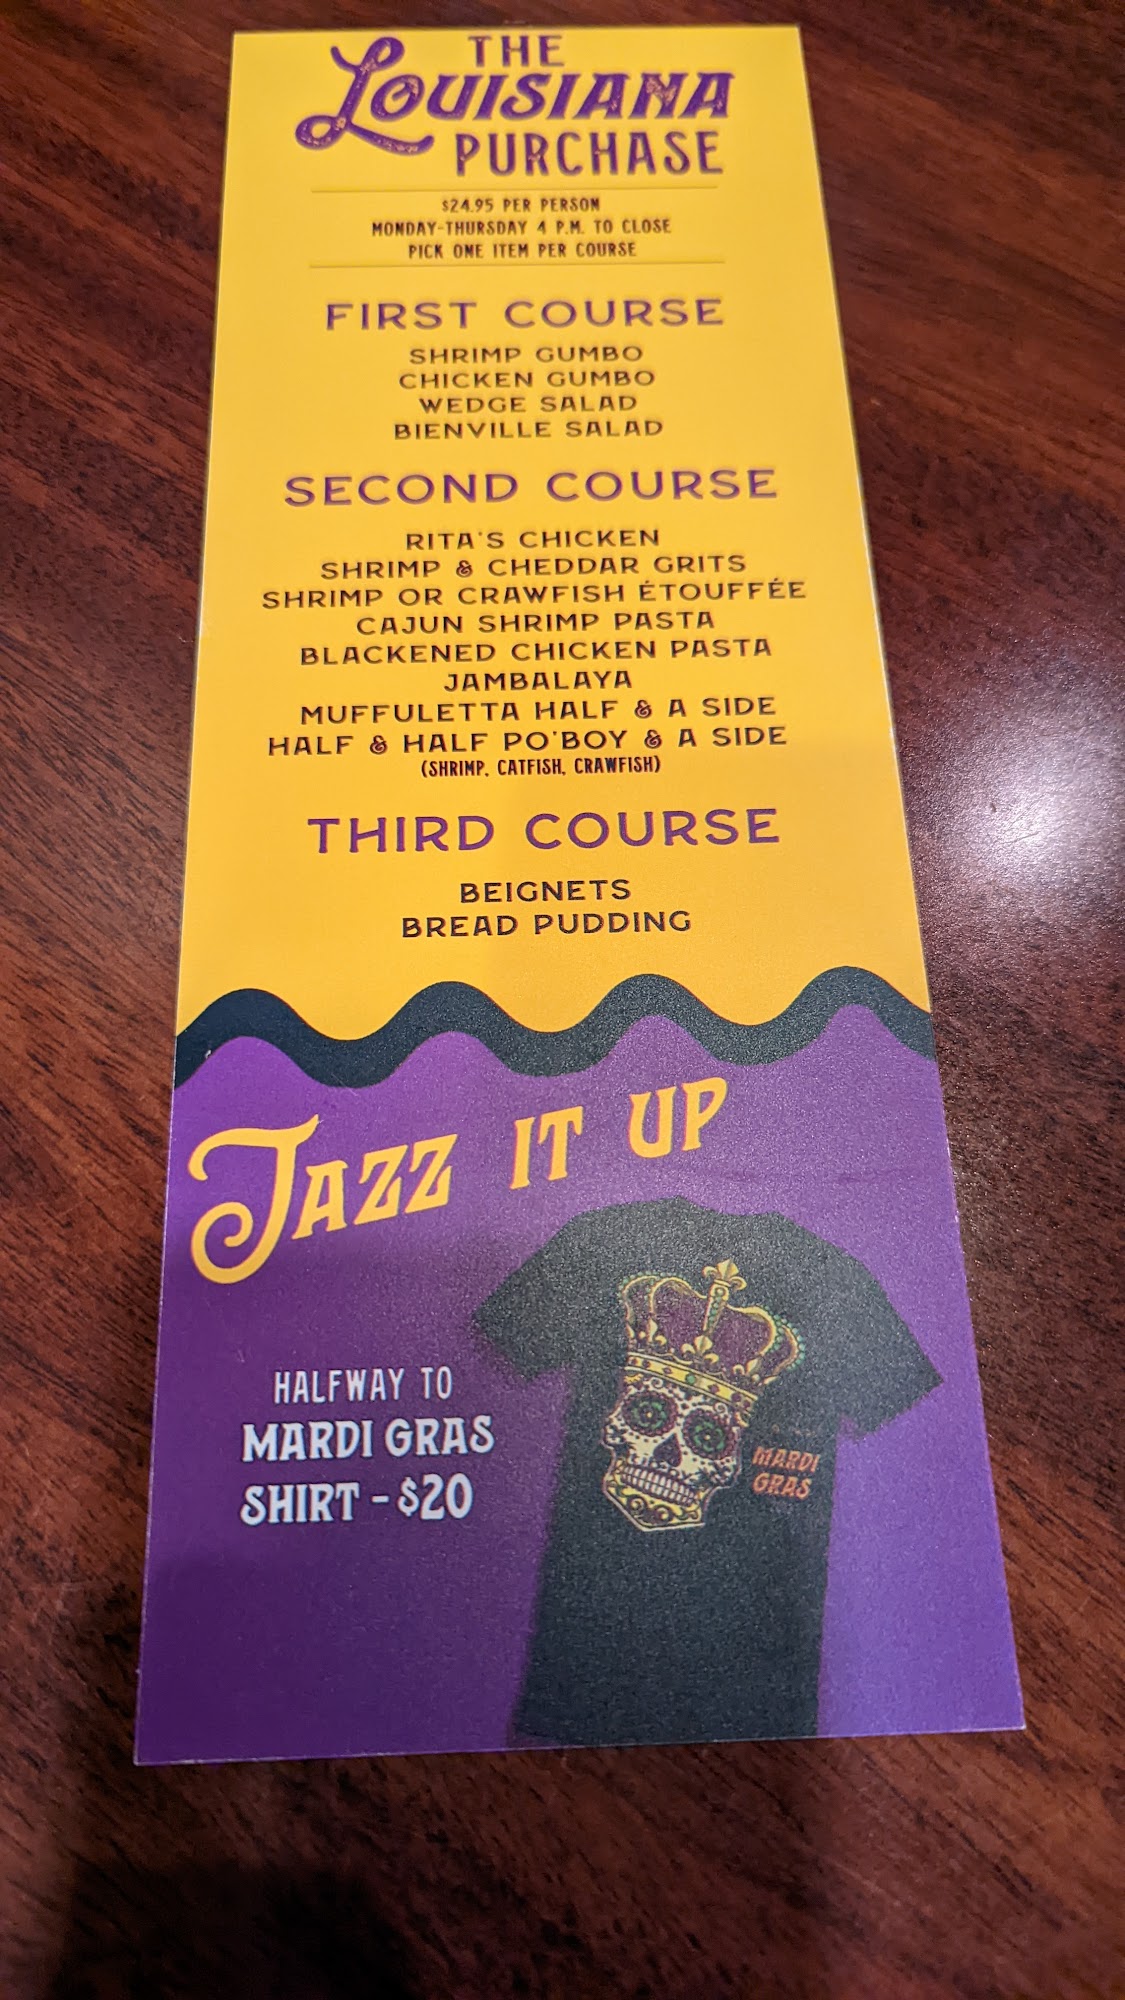 THE
LOUISIANA
PURCHASE
$24.95 PER PERSON
MONDAY-THURSDAY 4 P.M. TO CLOSE
PICK ONE ITEM PER COURSE
FIRST COURSE
SHRIMP GUMBO
CHICKEN GUMBO
WEDGE SALAD
BIENVILLE SALAD
SECOND COURSE
RITA'S CHICKEN
SHRIMP & CHEDDAR GRITS
SHRIMP OR CRAWFISH ÉTOUFFÉE
CAJUN SHRIMP PASTA
BLACKENED CHICKEN PASTA
JAMBALAYA
MUFFULETTA HALF & A SIDE
HALF & HALF PO'BOY & A SIDE
(SHRIMP, CATFISH, CRAWFISH)
THIRD COURSE
BEIGNETS
BREAD PUDDING
JAZZ IT UP
HALFWAY TO
MARDI GRAS
SHIRT - $20
MARDI
GRAS